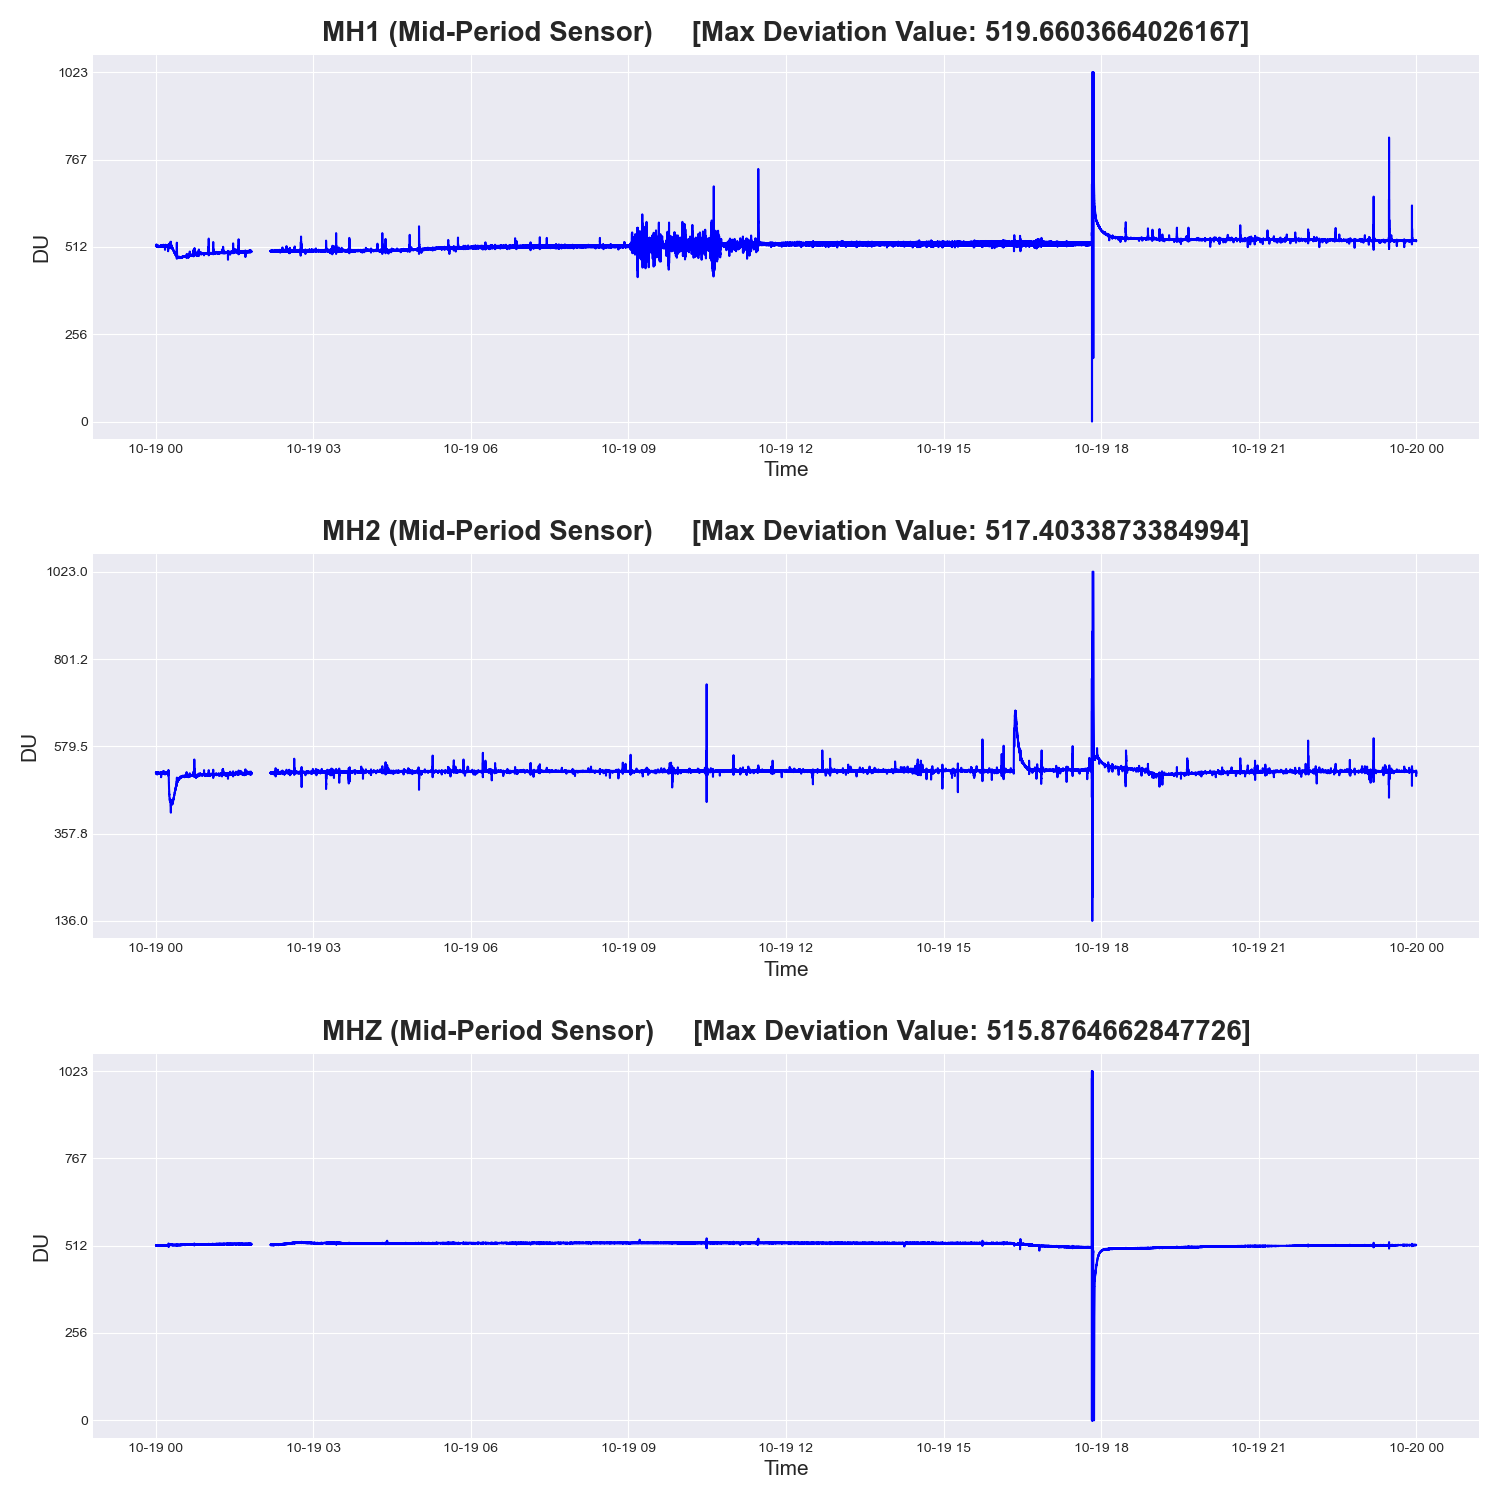 MH1 (Mid-Period Sensor) [Max Deviation Value: 519.6603664026167]
1023
767
512
256
0
DU
10-19 00 10-19 03 10-19 06 10-19 09 10-19 12 10-19 15 10-19 18 10-19 21 10-20 00
Time
MH2 (Mid-Period Sensor) [Max Deviation Value: 517.4033873384994]
1023.0
801.2
579.5
357.8
136.0
DU
10-19 00 10-19 03 10-19 06 10-19 09 10-19 12 10-19 15 10-19 18 10-19 21 10-20 00
Time
MHZ (Mid-Period Sensor) [Max Deviation Value: 515.8764662847726]
1023
767
512
256
0
DU
10-19 00 10-19 03 10-19 06 10-19 09 10-19 12 10-19 15 10-19 18 10-19 21 10-20 00
Time